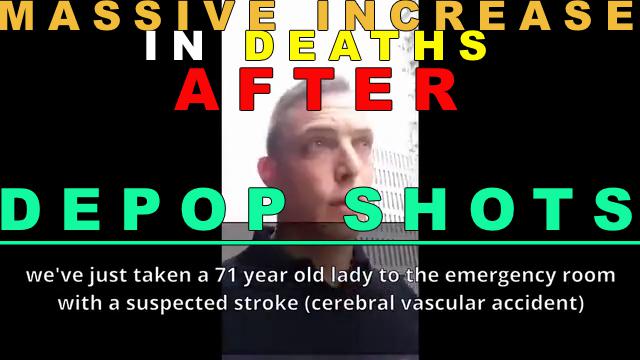 MASSIVE INCREASE
IN DEATHS
AFTER
DEPOP SHOTS
we've just taken a 71 year old lady to the emergency room
with a suspected stroke (cerebral vascular accident)